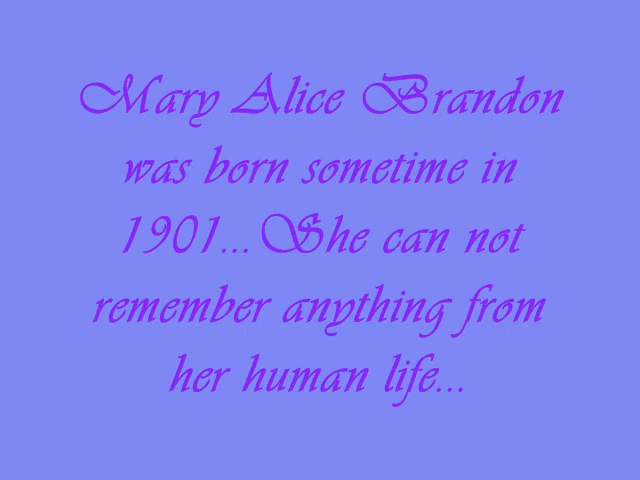 Mary Alice Brandon
was born sometime in
1901...She can not
remember anything from
her human life...